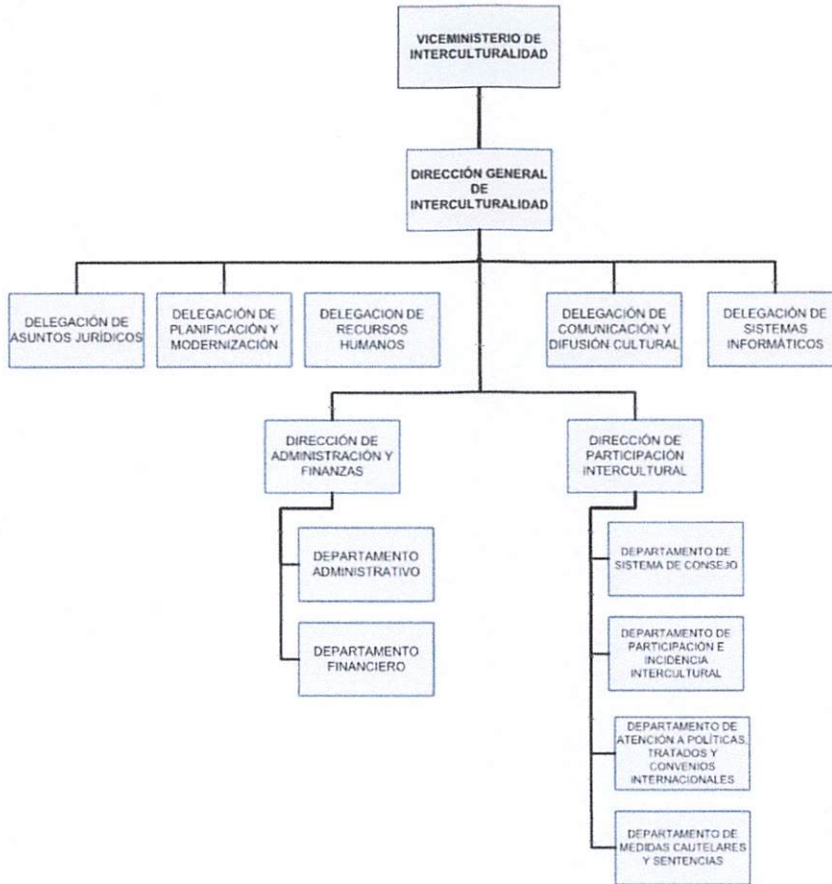 VICEMINISTERIO DE
INTERCULTURALIDAD
DIRECCIÓN GENERAL
DE
INTERCULTURALIDAD
DELEGACIÓN DE
ASUNTOS JURÍDICOS
DELEGACIÓN DE
PLANIFICACIÓN Y
MODERNIZACIÓN
DELEGACION DE
RECURSOS
HUMANOS
DELEGACIÓN DE
COMUNICACIÓN Y
DIFUSIÓN CULTURAL
DELEGACIÓN DE
SISTEMAS
INFORMÁTICOS
DIRECCIÓN DE
ADMINISTRACIÓN Y
FINANZAS
DEPARTAMENTO
ADMINISTRATIVO
DEPARTAMENTO
FINANCIERO
DIRECCIÓN DE
PARTICIPACIÓN
INTERCULTURAL
DEPARTAMENTO DE
SISTEMA DE CONSEJO
DEPARTAMENTO DE
PARTICIPACIÓN E
INCIDENCIA
INTERCULTURAL
DEPARTAMENTO DE
ATENCIÓN A POLÍTICAS,
TRATADOS Y
CONVENIOS
INTERNACIONALES
DEPARTAMENTO DE
MEDIDAS CAUTELARES
Y SENTENCIAS